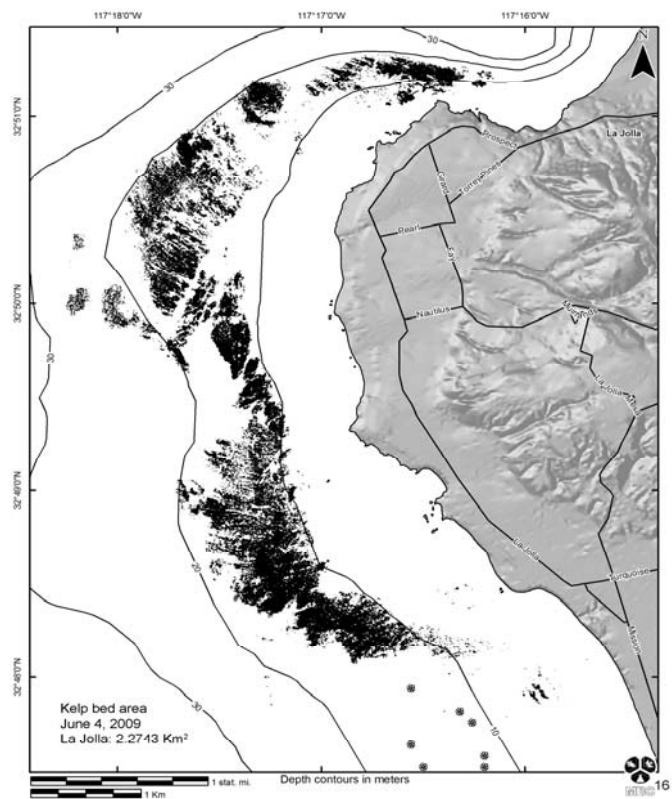 117°18'0"W 117°17'0"W 117°16'0"W
N
30
30
32°51'0"N
La Jolla
Prospect
Torrey Pines
Girard
Pearl
Fay
32°50'0"N
Nautilus
30
La Jolla
32°49'0"N
La Jolla
Turquoise
20
Mission
32°48'0"N
30
10
Kelp bed area
June 4, 2009
La Jolla: 2.2743 Km²
1 stat. mi.
Depth contours in meters
1 Km
MBC
16